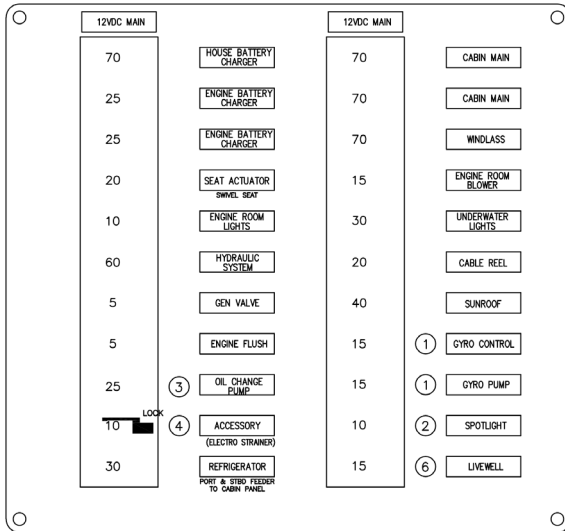 12VDC MAIN
70 HOUSE BATTERY
CHARGER
25 ENGINE BATTERY
CHARGER
25 ENGINE BATTERY
CHARGER
20 SEAT ACTUATOR
SWIVEL SEAT
10 ENGINE ROOM
LIGHTS
60 HYDRAULIC
SYSTEM
5 GEN VALVE
5 ENGINE FLUSH
25 3 OIL CHANGE
PUMP
LOCK
10 4 ACCESSORY
(ELECTRO STRAINER)
30 REFRIGERATOR
PORT & STBD FEEDER
TO CABIN PANEL
12VDC MAIN
70 CABIN MAIN
70 CABIN MAIN
70 WINDLASS
15 ENGINE ROOM
BLOWER
30 UNDERWATER
LIGHTS
20 CABLE REEL
40 SUNROOF
15 1 GYRO CONTROL
15 1 GYRO PUMP
10 2 SPOTLIGHT
15 6 LIVEWELL